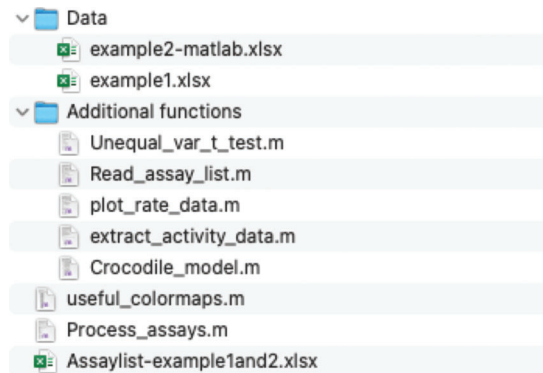 Data
example2-matlab.xlsx
example1.xlsx
Additional functions
Unequal_var_t_test.m
Read_assay_list.m
plot_rate_data.m
extract_activity_data.m
Crocodile_model.m
useful_colormaps.m
Process_assays.m
Assaylist-example1and2.xlsx